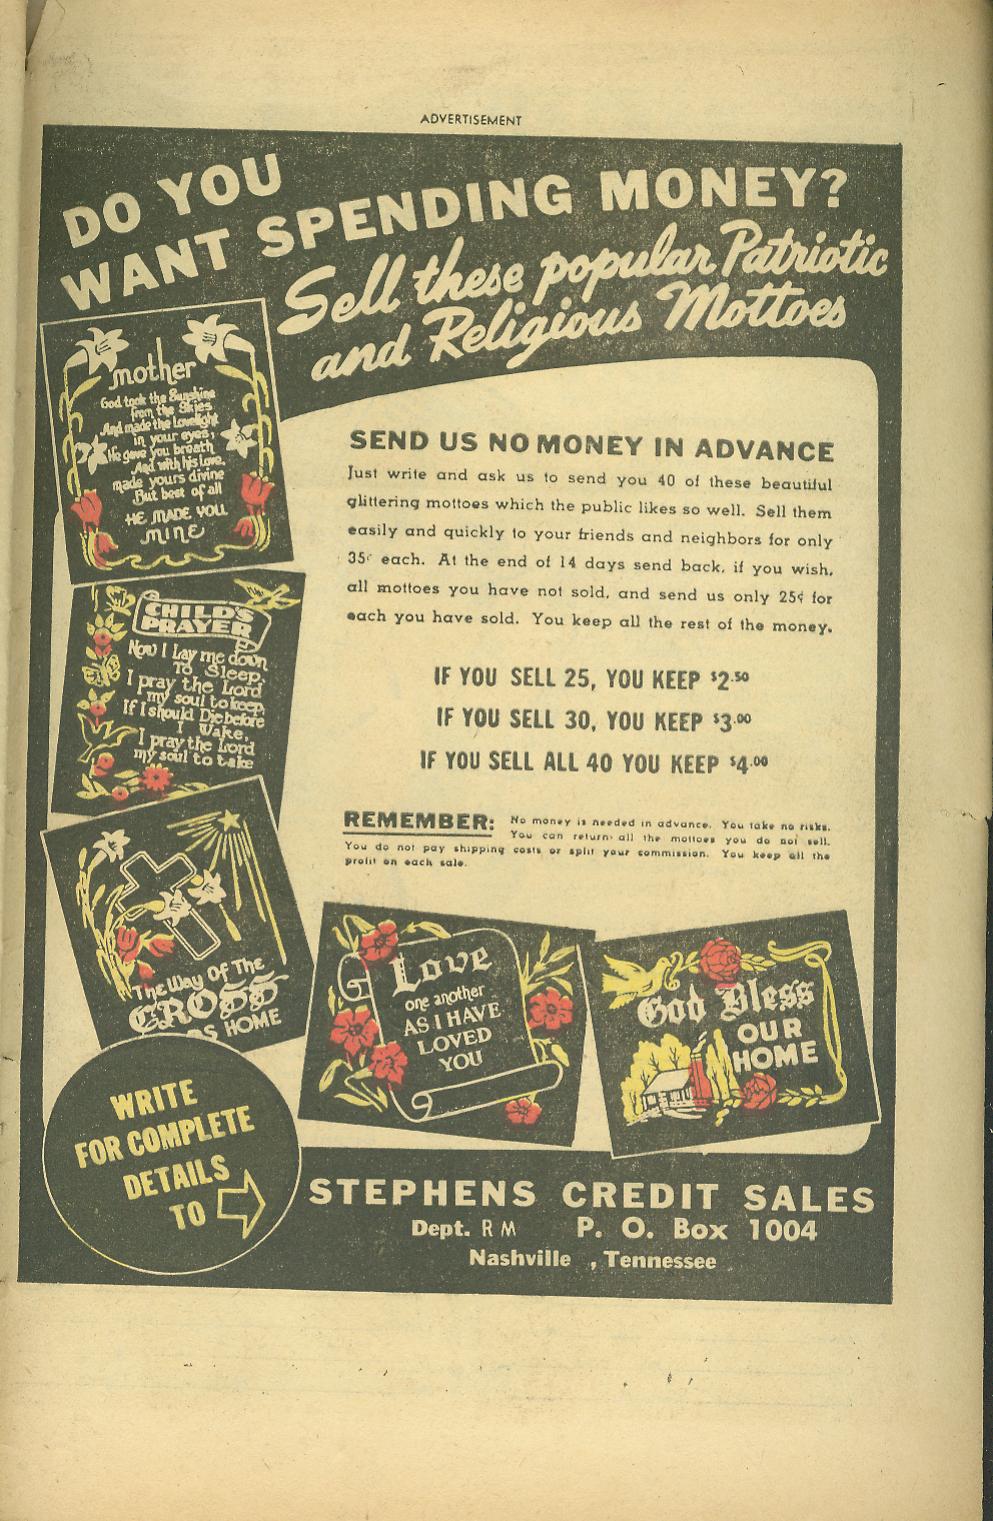 ADVERTISEMENT
DO YOU
WANT SPENDING MONEY?
Sell these popular Patriotic
and Religious Mottoes
mother
God took the Sunshine
from the Skies
And made the Lovelight
in your eyes,
He gave you breath
And with his Love,
made yours divine
But best of all
HE MADE YOU
MINE
CHILD'S
PRAYER
Now I Lay me down
To Sleep.
I pray the Lord
my soul to keep.
If I should Die before
I Wake,
I pray the Lord
my soul to take
The Way Of The
CROSS
HOME
SEND US NO MONEY IN ADVANCE
Just write and ask us to send you 40 of these beautiful
glittering mottoes which the public likes so well. Sell them
easily and quickly to your friends and neighbors for only
35¢ each. At the end of 14 days send back, if you wish,
all mottoes you have not sold, and send us only 25¢ for
each you have sold. You keep all the rest of the money.
IF YOU SELL 25, YOU KEEP $2.50
IF YOU SELL 30, YOU KEEP $3.00
IF YOU SELL ALL 40 YOU KEEP $4.00
REMEMBER: No money is needed in advance. You take no risks.
You can return all the mottoes you do not sell.
You do not pay shipping costs or split your commission. You keep all the
profit on each sale.
Love
one another
AS I HAVE
LOVED
YOU
God Bless
OUR
HOME
WRITE
FOR COMPLETE
DETAILS
TO
STEPHENS CREDIT SALES
Dept. R M P. O. Box 1004
Nashville , Tennessee